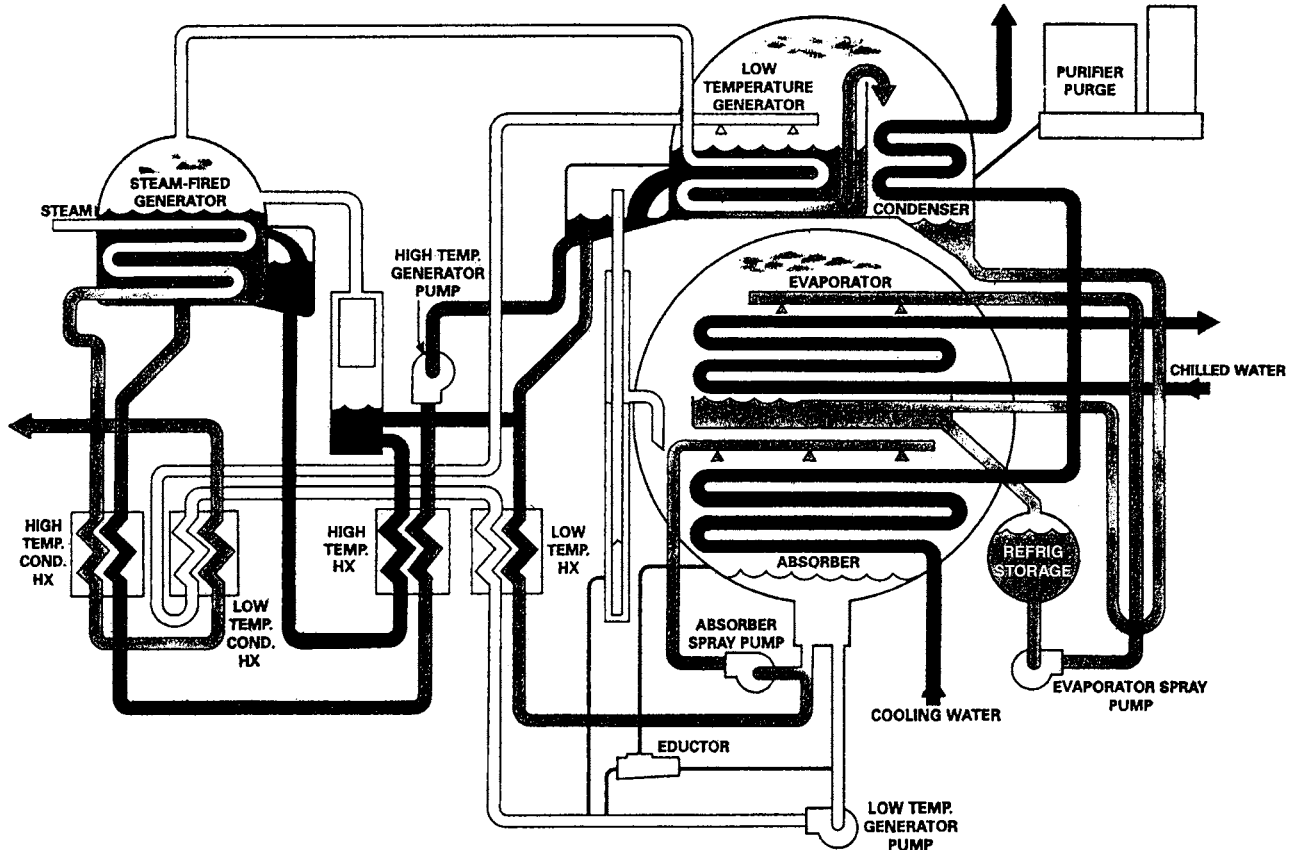 LOW
TEMPERATURE
GENERATOR
PURIFIER
PURGE
STEAM-FIRED
GENERATOR
STEAM
CONDENSER
HIGH TEMP.
GENERATOR
PUMP
EVAPORATOR
CHILLED WATER
HIGH
TEMP.
COND.
HX
HIGH
TEMP.
HX
LOW
TEMP.
HX
REFRIG
STORAGE
ABSORBER
LOW
TEMP.
COND.
HX
ABSORBER
SPRAY PUMP
EVAPORATOR SPRAY
PUMP
COOLING WATER
EDUCTOR
LOW TEMP.
GENERATOR
PUMP